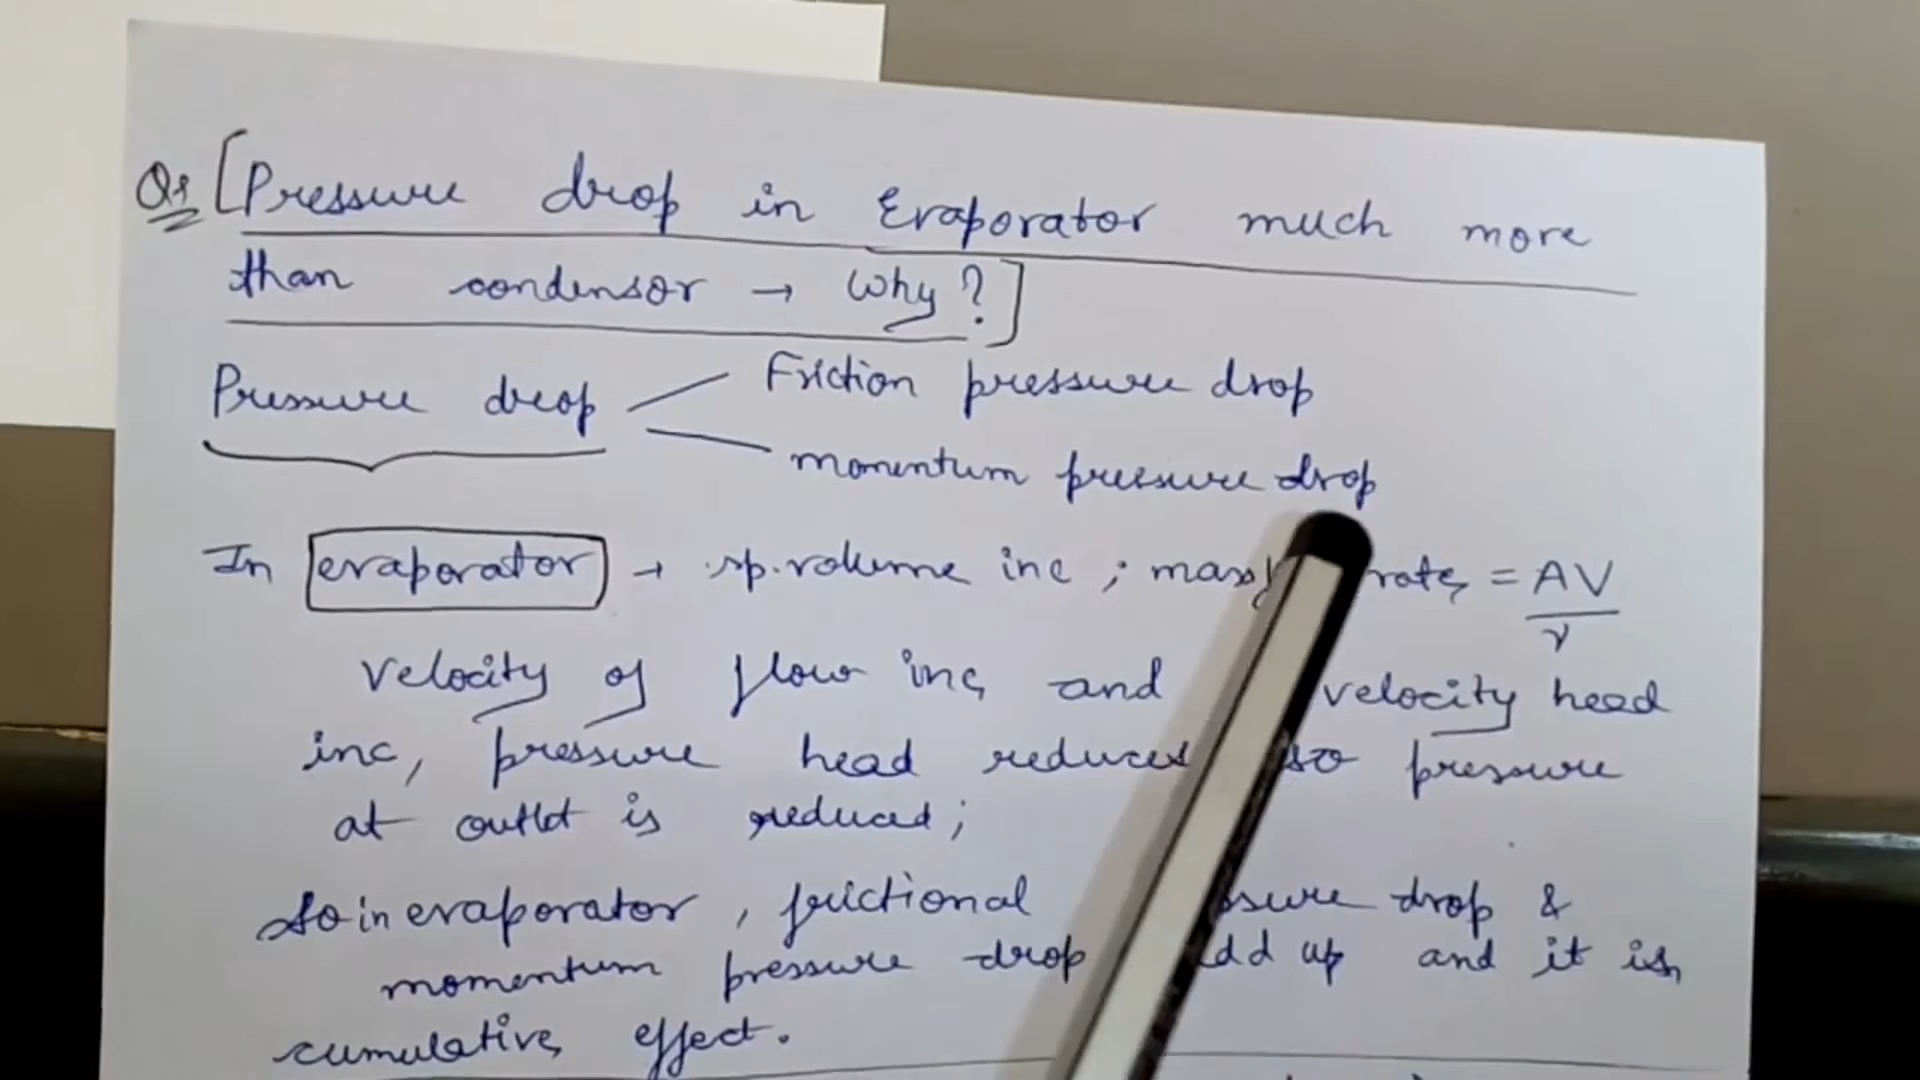 Qs [Pressure drop in Evaporator much more
than condensor → Why?]
Pressure drop
Friction pressure drop
momentum pressure drop
In evaporator → sp. volume inc ; mass rate = AV/v
velocity of flow inc and velocity head
inc, pressure head reduces so pressure
at outlet is reduced;
So in evaporator, frictional drop &
momentum pressure drop up and it is
cumulative effect.